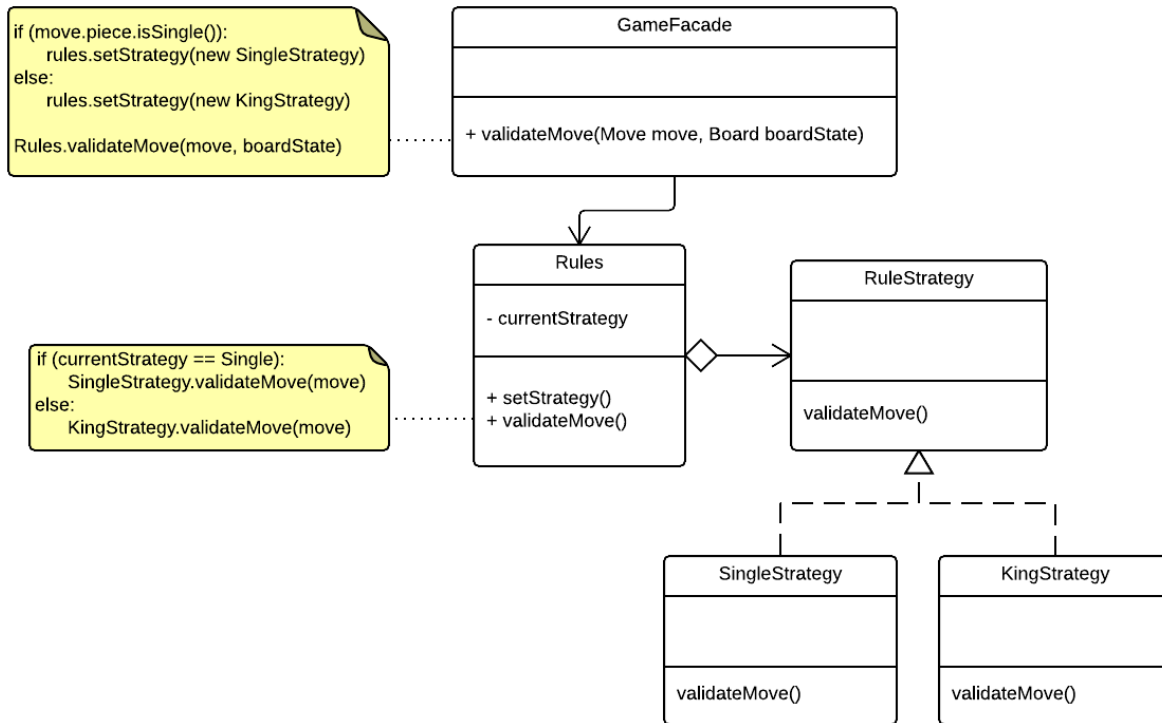 if (move.piece.isSingle()):
rules.setStrategy(new SingleStrategy)
else:
rules.setStrategy(new KingStrategy)
Rules.validateMove(move, boardState)
GameFacade
+ validateMove(Move move, Board boardState)
Rules
- currentStrategy
+ setStrategy()
+ validateMove()
RuleStrategy
validateMove()
if (currentStrategy == Single):
SingleStrategy.validateMove(move)
else:
KingStrategy.validateMove(move)
SingleStrategy
validateMove()
KingStrategy
validateMove()